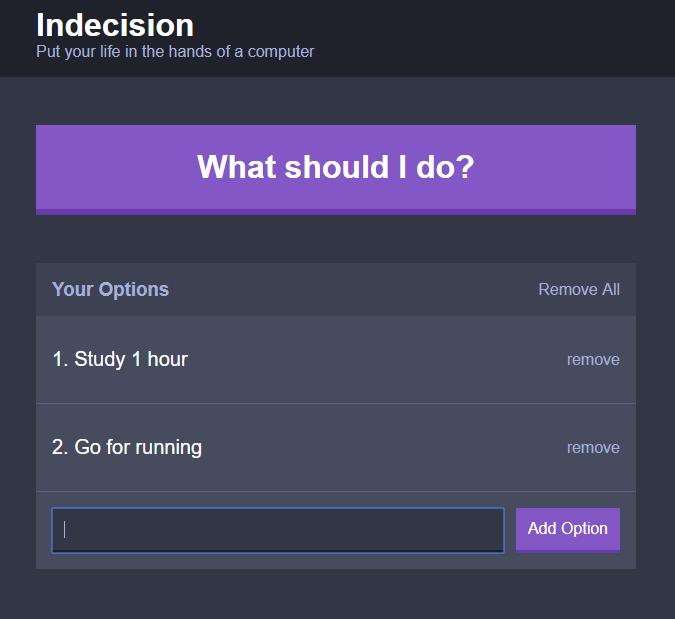 Indecision
Put your life in the hands of a computer
What should I do?
Your Options Remove All
1. Study 1 hour remove
2. Go for running remove
Add Option